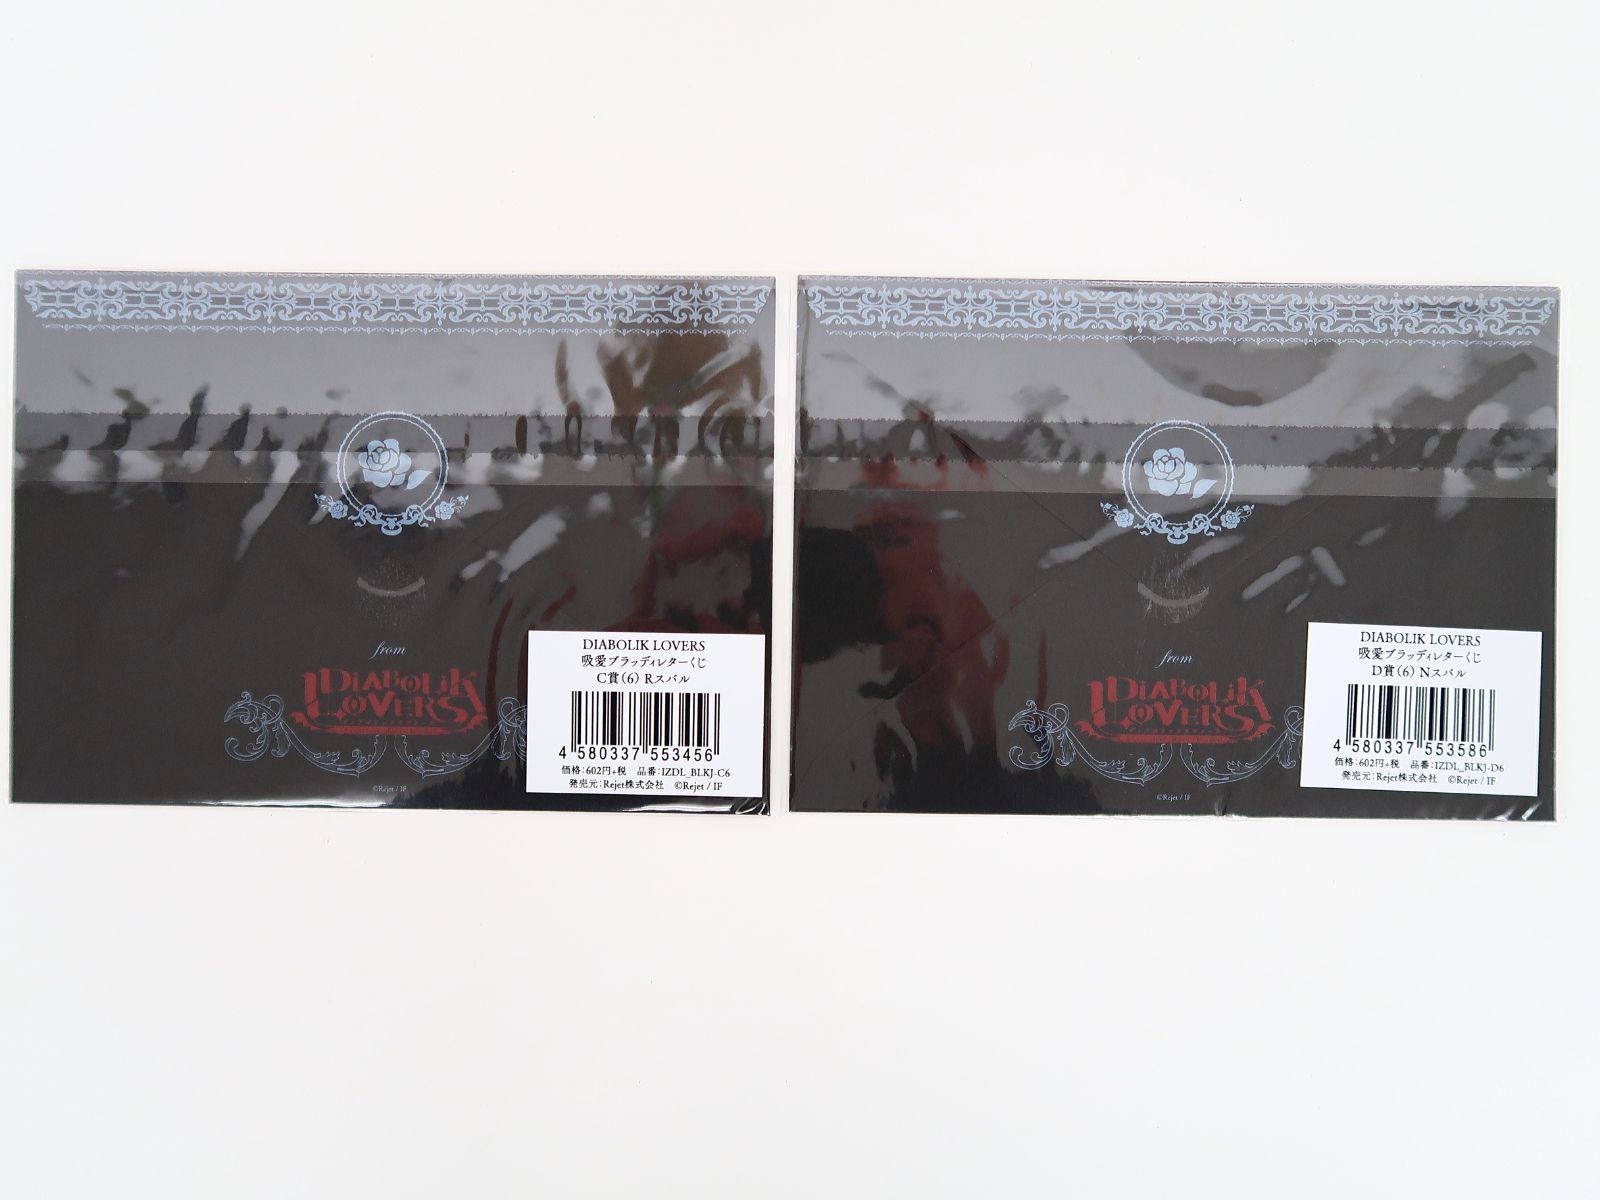 from
DIABOLIK LOVERS
©Rejet / IF
DIABOLIK LOVERS
吸愛ブラッディレターくじ
C賞(6) Rスバル
4 580337 553456
価格:602円+税 品番:IZDL_BLKJ-C6
発売元:Rejet株式会社 ©Rejet / IF
from
DIABOLIK LOVERS
©Rejet / IF
DIABOLIK LOVERS
吸愛ブラッディレターくじ
D賞(6) Nスバル
4 580337 553586
価格:602円+税 品番:IZDL_BLKJ-D6
発売元:Rejet株式会社 ©Rejet / IF